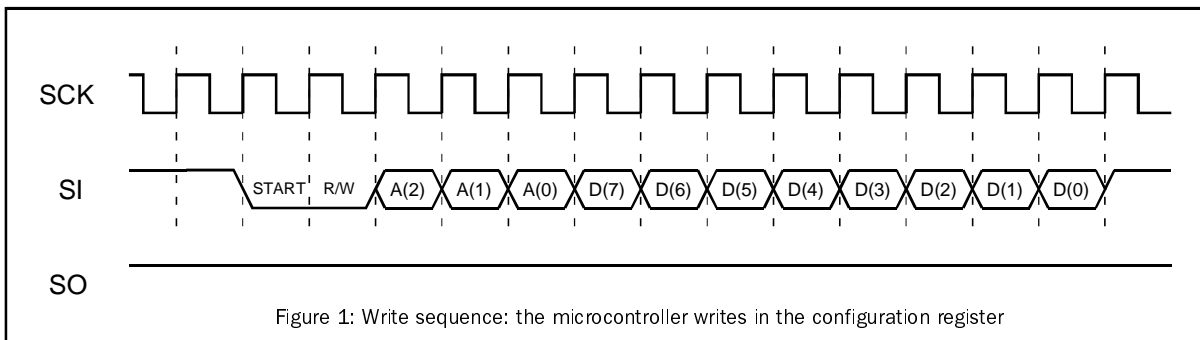 SCK
SI START R/W A(2) A(1) A(0) D(7) D(6) D(5) D(4) D(3) D(2) D(1) D(0)
SO
Figure 1: Write sequence: the microcontroller writes in the configuration register